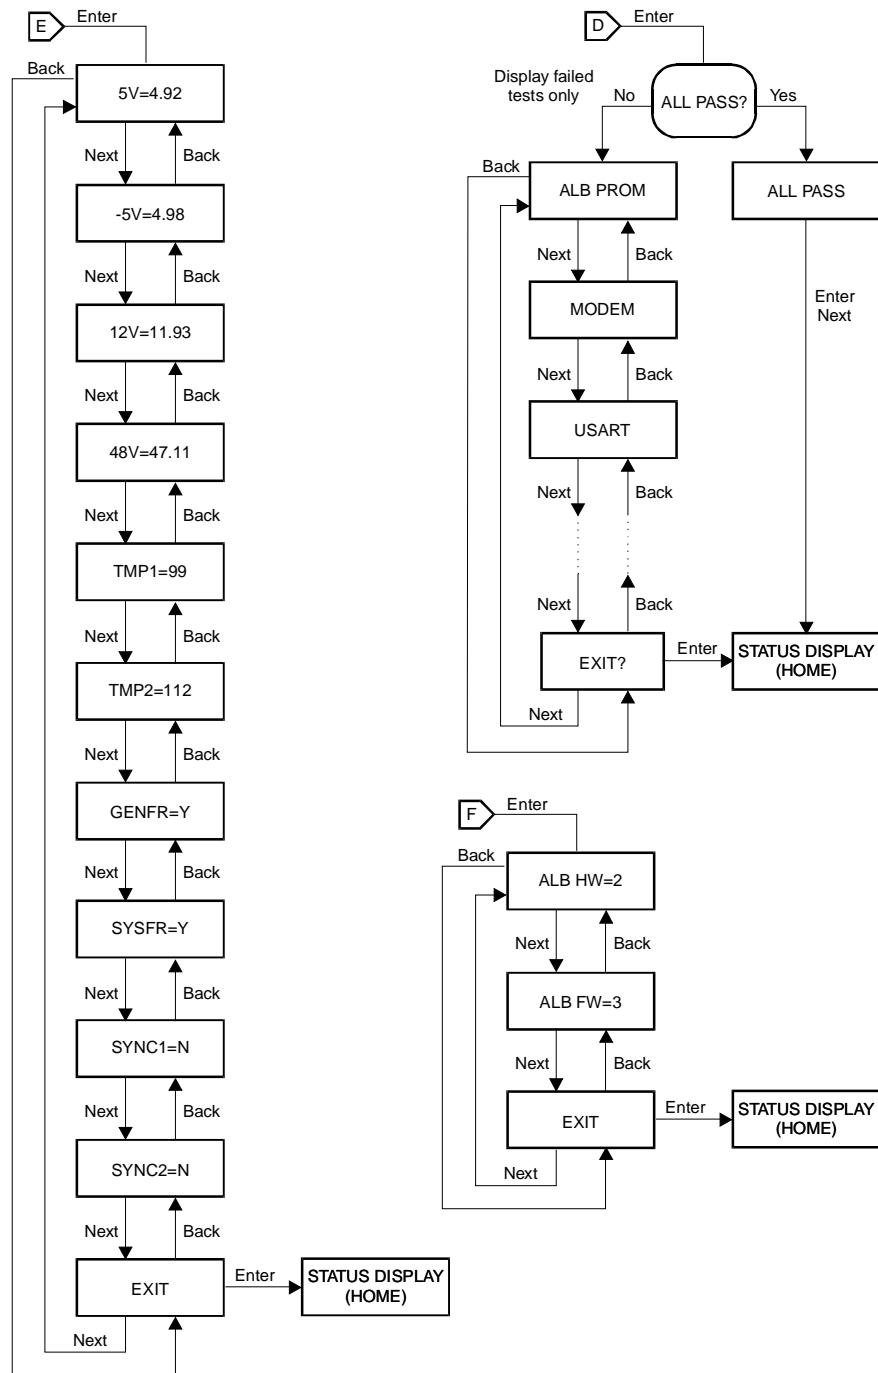 E
Enter
Back
5V=4.92
Next
Back
-5V=4.98
Next
Back
12V=11.93
Next
Back
48V=47.11
Next
Back
TMP1=99
Next
Back
TMP2=112
Next
Back
GENFR=Y
Next
Back
SYSFR=Y
Next
Back
SYNC1=N
Next
Back
SYNC2=N
Next
Back
EXIT
Enter
STATUS DISPLAY
(HOME)
Next
D
Enter
Display failed
tests only
No
ALL PASS?
Yes
Back
ALB PROM
ALL PASS
Next
Back
MODEM
Enter
Next
Next
Back
USART
Next
Back
Next
Back
EXIT?
Enter
STATUS DISPLAY
(HOME)
Next
F
Enter
Back
ALB HW=2
Next
Back
ALB FW=3
Next
Back
EXIT
Enter
STATUS DISPLAY
(HOME)
Next